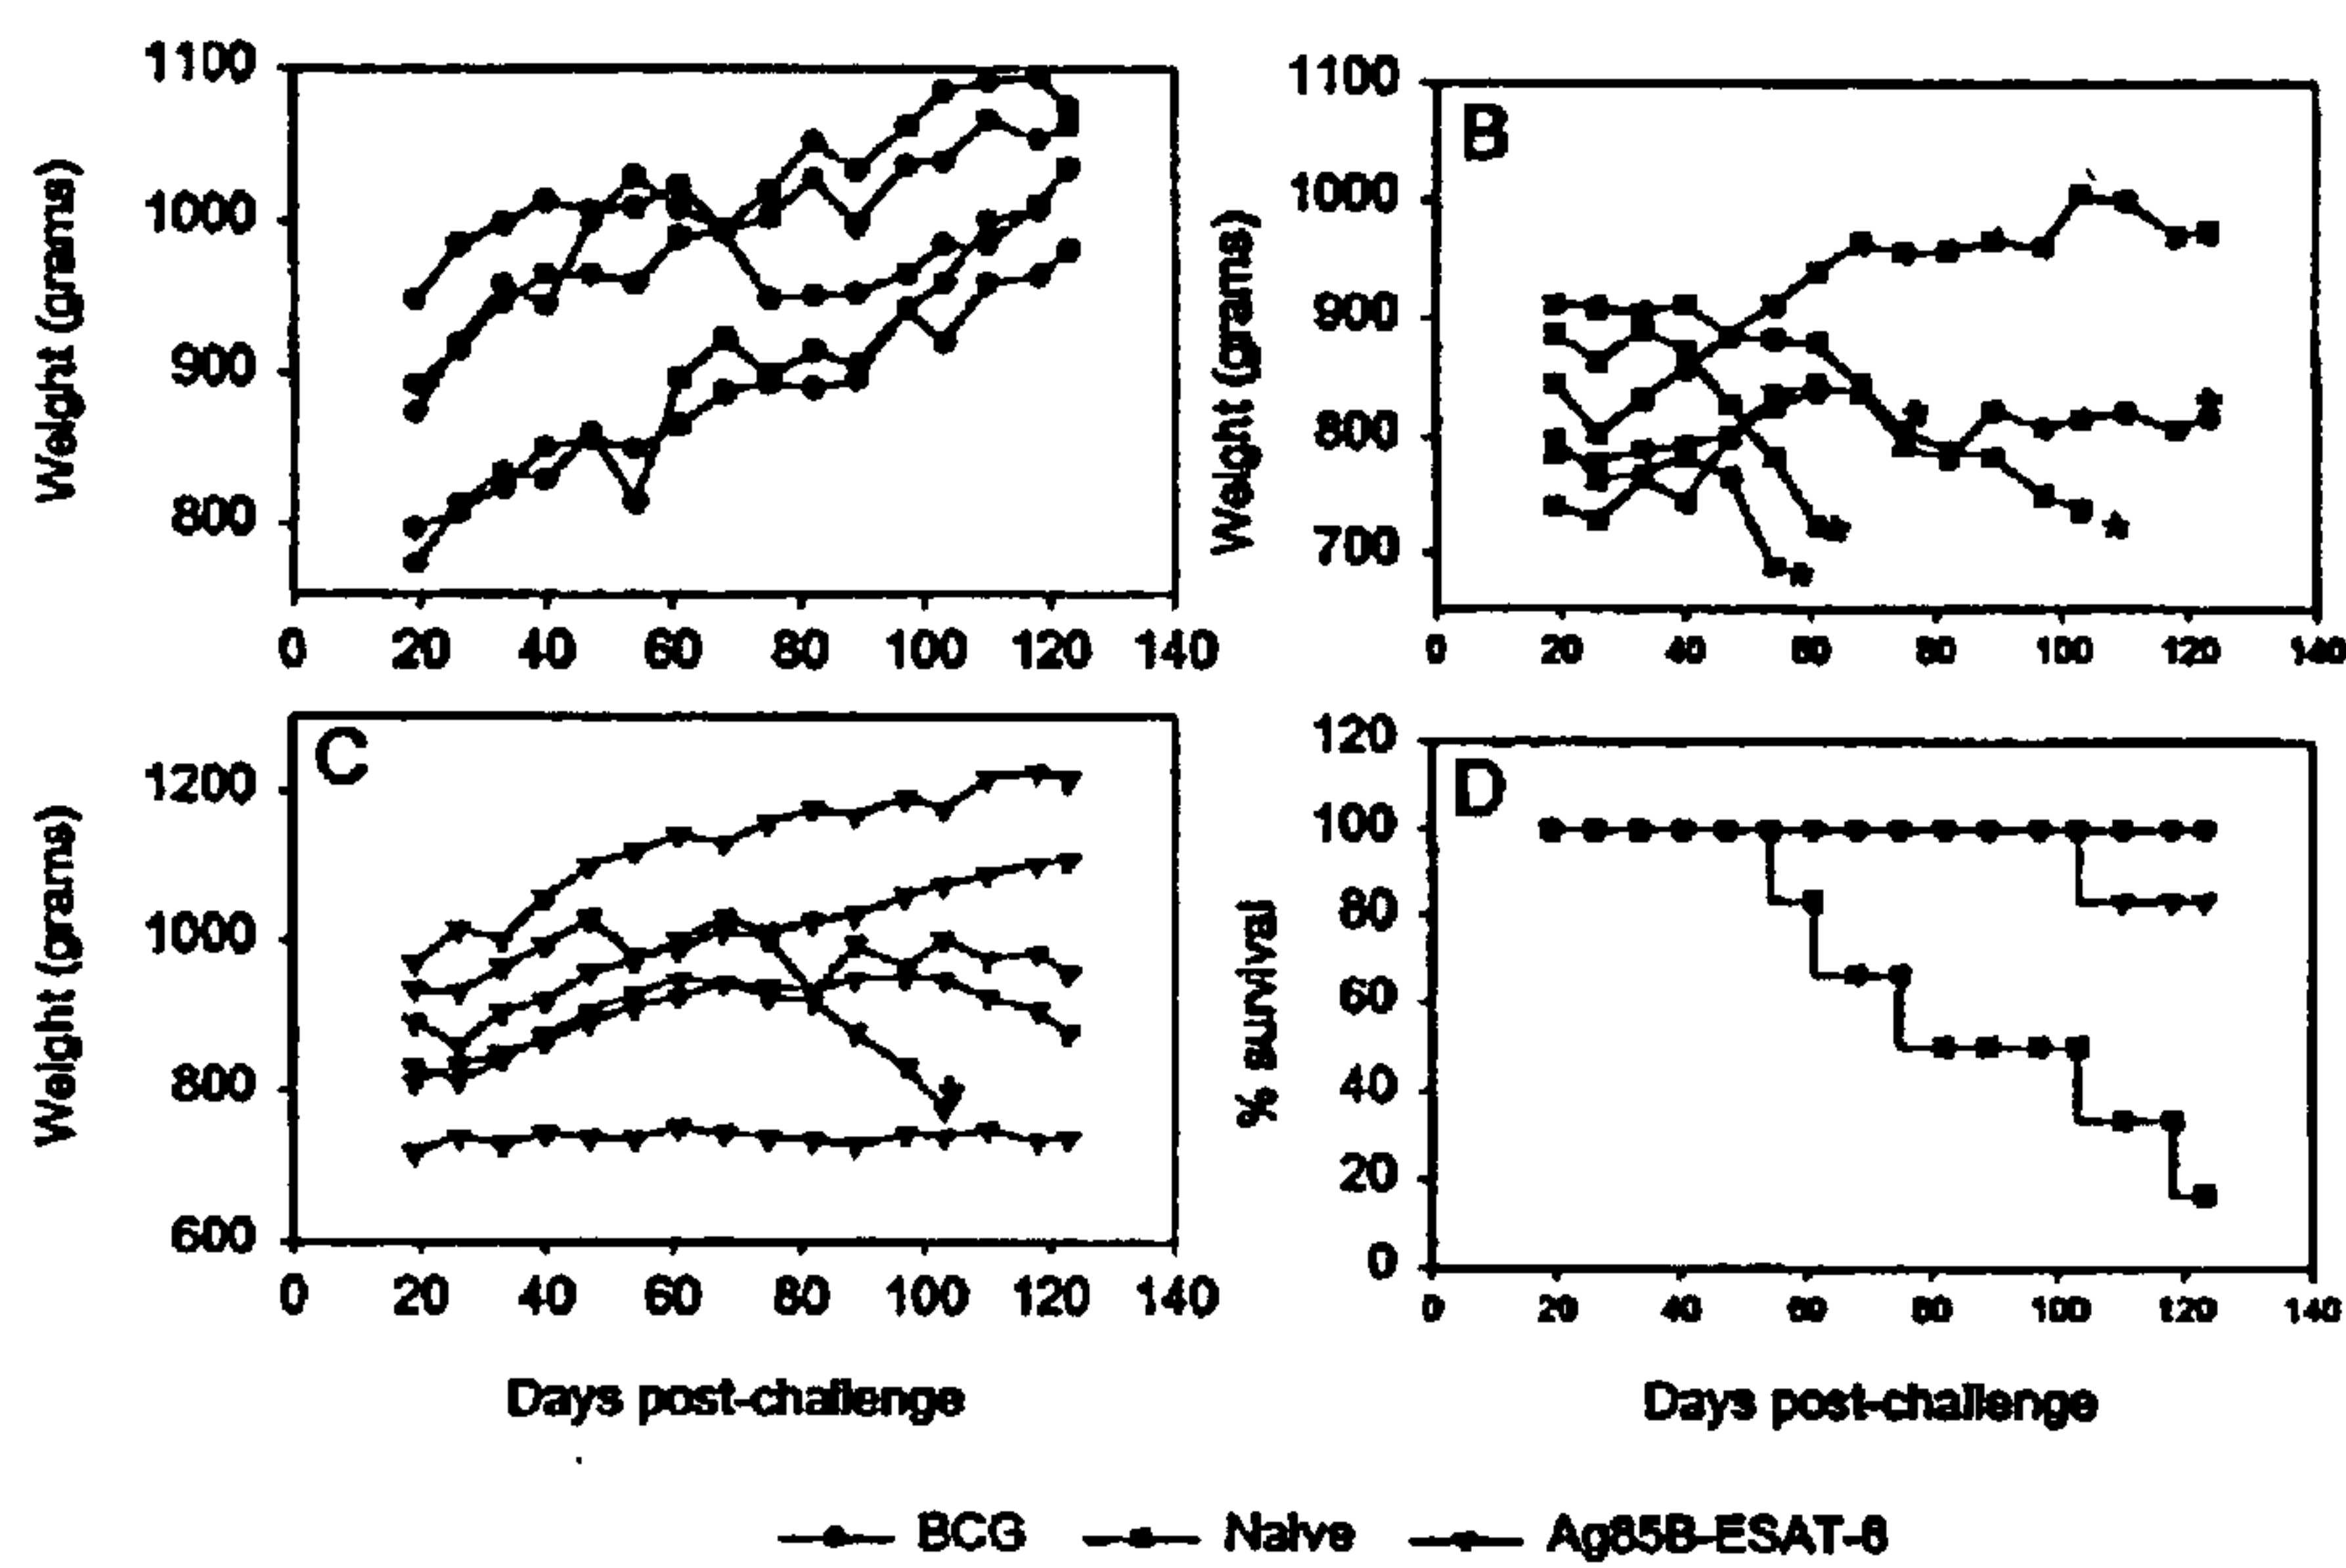 1100
1000
900
800
Weight (grams)
0 20 40 60 80 100 120 140
B
1100
1000
900
800
700
Weight (grams)
0 20 40 60 80 100 120 140
C
1200
1000
800
600
Weight (grams)
0 20 40 60 80 100 120 140
Days post-challenge
D
120
100
80
60
40
20
0
% survival
0 20 40 60 80 100 120 140
Days post-challenge
BCG Naive Ag85B-ESAT-6